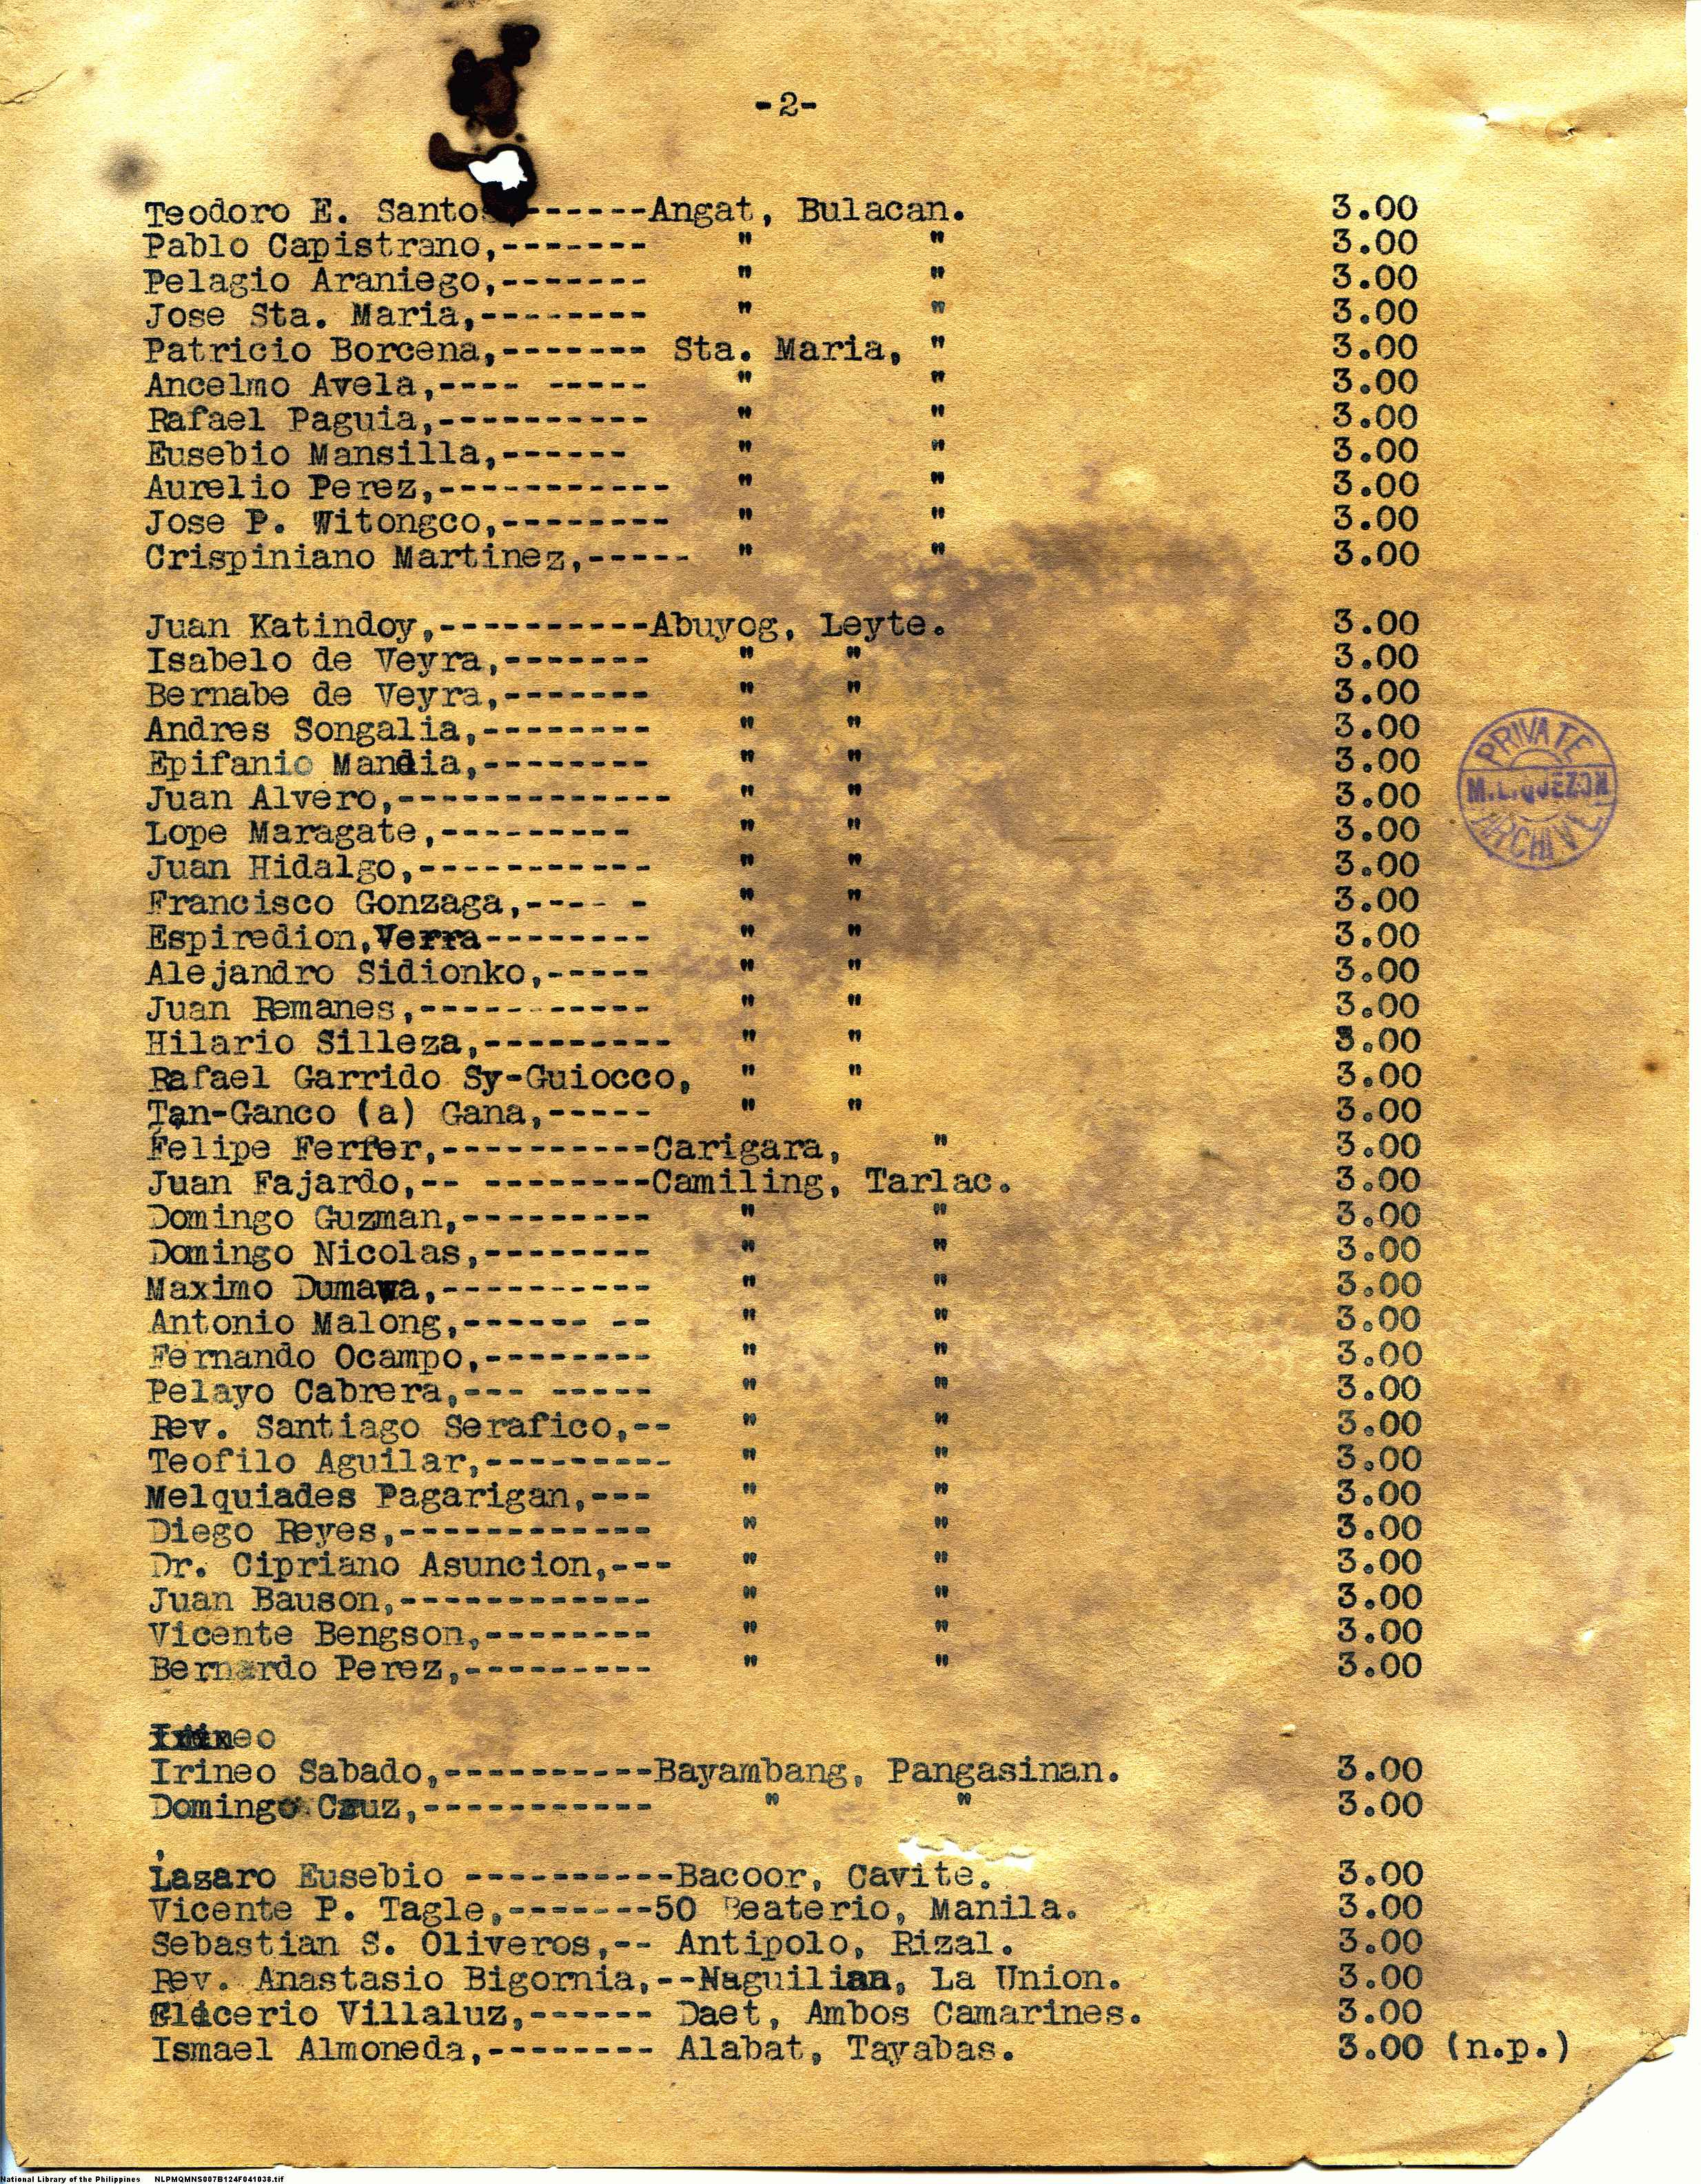 -2-
Teodoro E. Santos,------Angat, Bulacan. 3.00
Pablo Capistrano,------- " " 3.00
Pelagio Araniego,------- " " 3.00
Jose Sta. Maria,-------- " " 3.00
Patricio Borcena,------- Sta. Maria, " 3.00
Ancelmo Avela,---- ----- " " 3.00
Rafael Paguia,---------- " " 3.00
Eusebio Mansilla,------ " " 3.00
Aurelio Perez,----------- " " 3.00
Jose P. Witongco,-------- " " 3.00
Crispiniano Martinez,----- " " 3.00
Juan Katindoy,----------Abuyog, Leyte. 3.00
Isabelo de Veyra,------- " " 3.00
Bernabe de Veyra,------- " " 3.00
Andres Songalia,-------- " " 3.00
Epifanio Mandia,-------- " " 3.00
Juan Alvero,------------- " " 3.00
Lope Maragate,--------- " " 3.00
Juan Hidalgo,----------- " " 3.00
Francisco Gonzaga,---- - " " 3.00
Espiredion,Verra-------- " " 3.00
Alejandro Sidionko,----- " " 3.00
Juan Remanes,----------- " " 3.00
Hilario Silleza,--------- " " 3.00
Rafael Garrido Sy-Guiocco, " " 3.00
Tan-Ganco (a) Gana,----- " " 3.00
Felipe Ferrer,----------Carigara, " 3.00
Juan Fajardo,-- --------Camiling, Tarlac. 3.00
Domingo Guzman,--------- " " 3.00
Domingo Nicolas,-------- " " 3.00
Maximo Dumawa,---------- " " 3.00
Antonio Malong,------ -- " " 3.00
Fernando Ocampo,-------- " " 3.00
Pelayo Cabrera,--- ----- " " 3.00
Rev. Santiago Serafico,-- " " 3.00
Teofilo Aguilar,--------- " " 3.00
Melquiades Pagarigan,--- " " 3.00
Diego Reyes,------------ " " 3.00
Dr. Cipriano Asuncion,--- " " 3.00
Juan Bauson,------------ " " 3.00
Vicente Bengson,-------- " " 3.00
Bernardo Perez,--------- " " 3.00
Irineo Sabado,----------Bayambang, Pangasinan. 3.00
Domingo Cruz,----------- " " 3.00
Lazaro Eusebio ----------Bacoor, Cavite. 3.00
Vicente P. Tagle,-------50 Beaterio, Manila. 3.00
Sebastian S. Oliveros,-- Antipolo, Rizal. 3.00
Rev. Anastasio Bigornia,--Naguilian, La Union. 3.00
Glicerio Villaluz,------ Daet, Ambos Camarines. 3.00
Ismael Almoneda,-------- Alabat, Tayabas. 3.00 (n.p.)
PRIVATE
M.L.QUEZON
ARCHIVE
National Library of the Philippines NLPMQMNS007B124F041038.tif